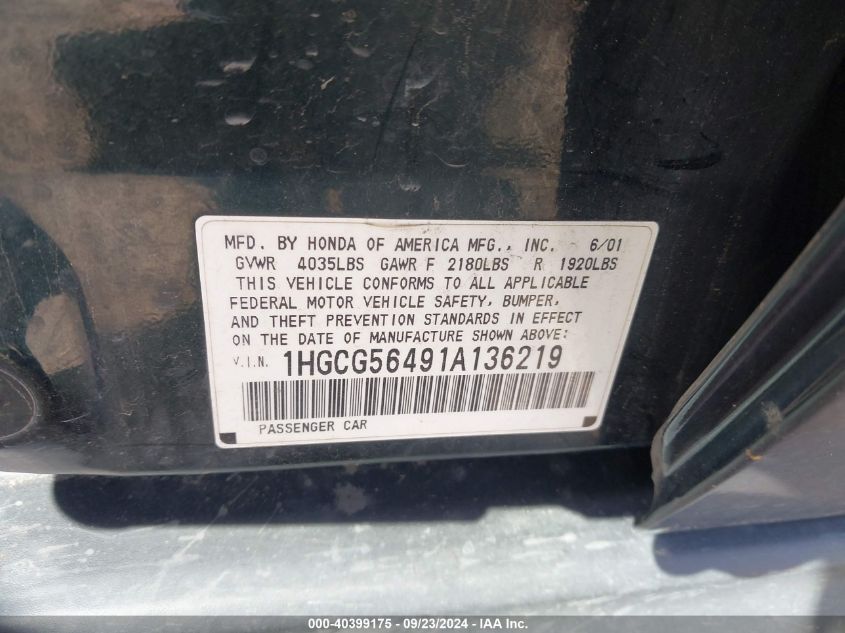 MFD. BY HONDA OF AMERICA MFG., INC. 6/01
GVWR 4035LBS GAWR F 2180LBS R 1920LBS
THIS VEHICLE CONFORMS TO ALL APPLICABLE
FEDERAL MOTOR VEHICLE SAFETY, BUMPER,
AND THEFT PREVENTION STANDARDS IN EFFECT
ON THE DATE OF MANUFACTURE SHOWN ABOVE:
V.I.N. 1HGCG56491A136219
PASSENGER CAR
©00-40399175 - 09/23/2024 - IAA INC.